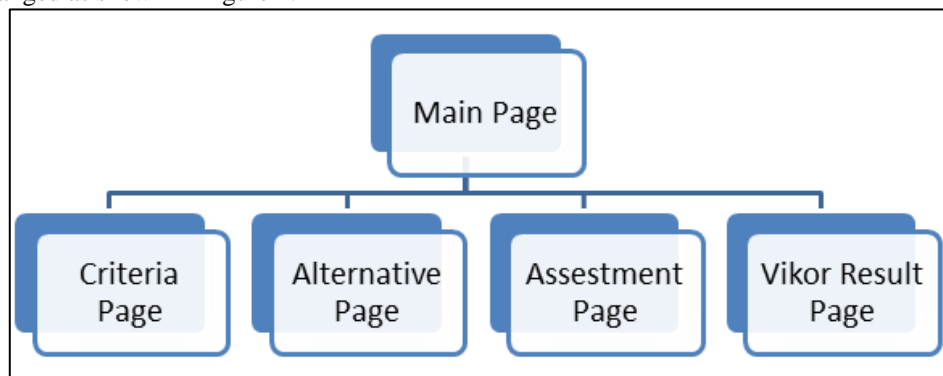 Main Page
Criteria
Page
Alternative
Page
Assestment
Page
Vikor Result
Page